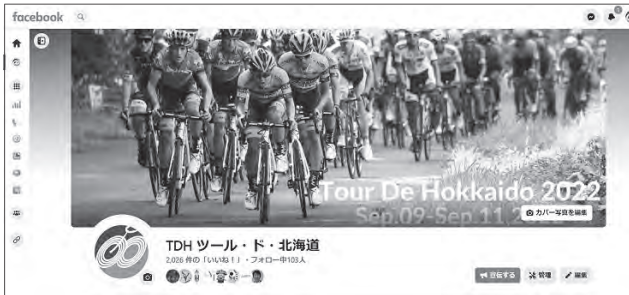 facebook
Tour De Hokkaido 2022
Sep.09-Sep 11,2022
カバー写真を編集
TDH ツール・ド・北海道
2,026 件の「いいね！」・フォロー中103人
宣伝する
管理
編集